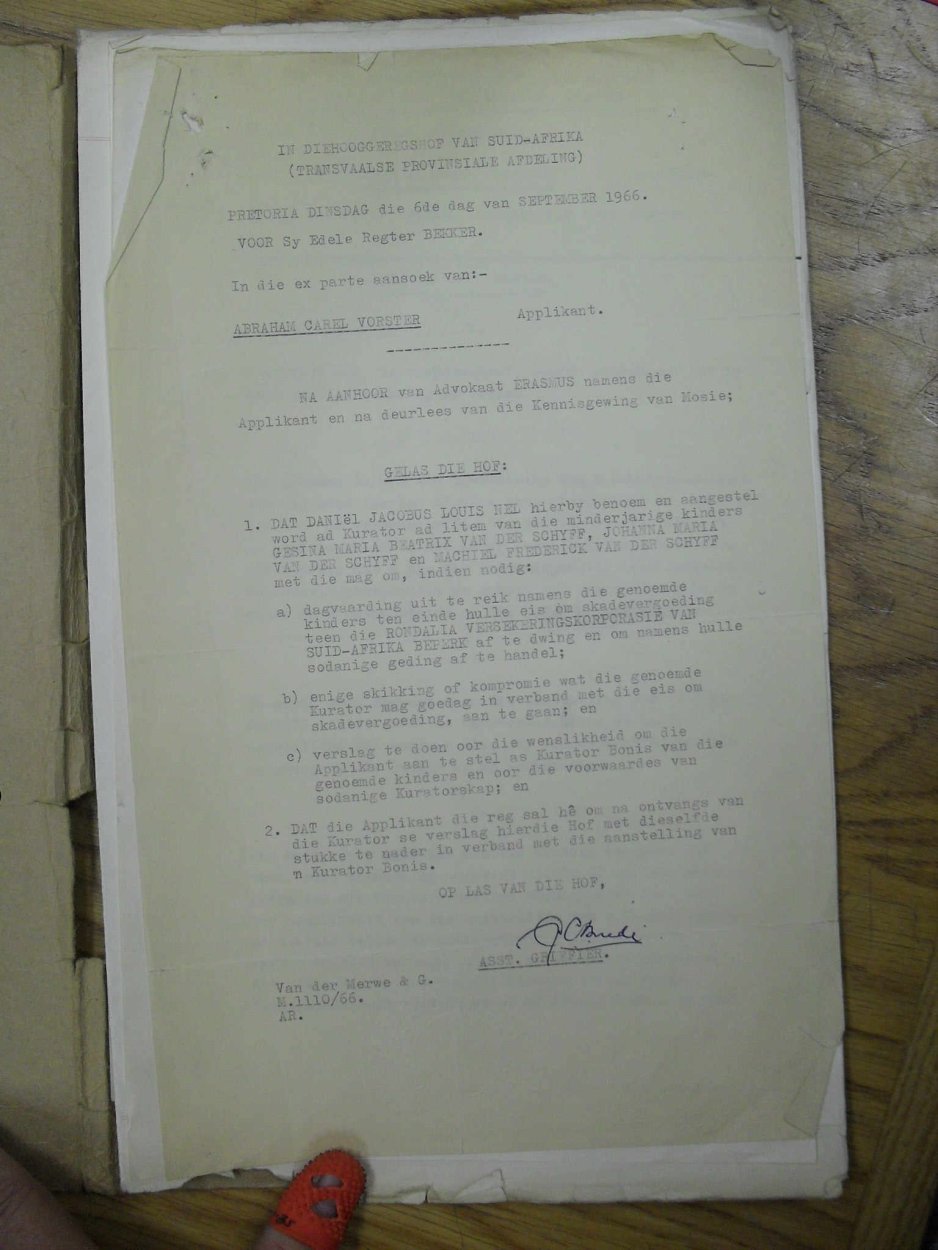 IN DIEHOOGGEREGSHOF VAN SUID-AFRIKA
(TRANSVAALSE PROVINSIALE AFDELING)
PRETORIA DINSDAG die 6de dag van SEPTEMBER 1966.
VOOR Sy Edele Regter BEKKER.
In die ex parte aansoek van:-
ABRAHAM CAREL VORSTER Applikant.
-------------
NA AANHOOR van Advokaat ERASMUS namens die
Applikant en na deurlees van die Kennisgewing van Mosie;
GELAS DIE HOF:
1. DAT DANIël JACOBUS LOUIS NEL hierby benoem en aangestel
word ad Kurator ad litem van die minderjarige kinders
GESINA MARIA BEATRIX VAN DER SCHYFF, JOHANNA MARIA
VAN DER SCHYFF en MACHIEL FREDERICK VAN DER SCHYFF
met die mag om, indien nodig:
a) dagvaarding uit te reik namens die genoemde
kinders ten einde hulle eis om skadevergoeding
teen die RONDALIA VERSEKERINGSKORPORASIE VAN
SUID-AFRIKA BEPERK af te dwing en om namens hulle
sodanige geding af te handel;
b) enige skikking of kompromie wat die genoemde
Kurator mag goedag in verband met die eis om
skadevergoeding, aan te gaan; en
c) verslag te doen oor die wenslikheid om die
Applikant aan te stel as Kurator Bonis van die
genoemde kinders en oor die voorwaardes van
sodanige Kuratorskap; en
2. DAT die Applikant die reg sal hê om na ontvangs van
die Kurator se verslag hierdie Hof met dieselfde
stukke te nader in verband met die aanstelling van
'n Kurator Bonis.
OP LAS VAN DIE HOF,
ASST. GRIFFIER.
Van der Merwe & G.
M.1110/66.
AR.